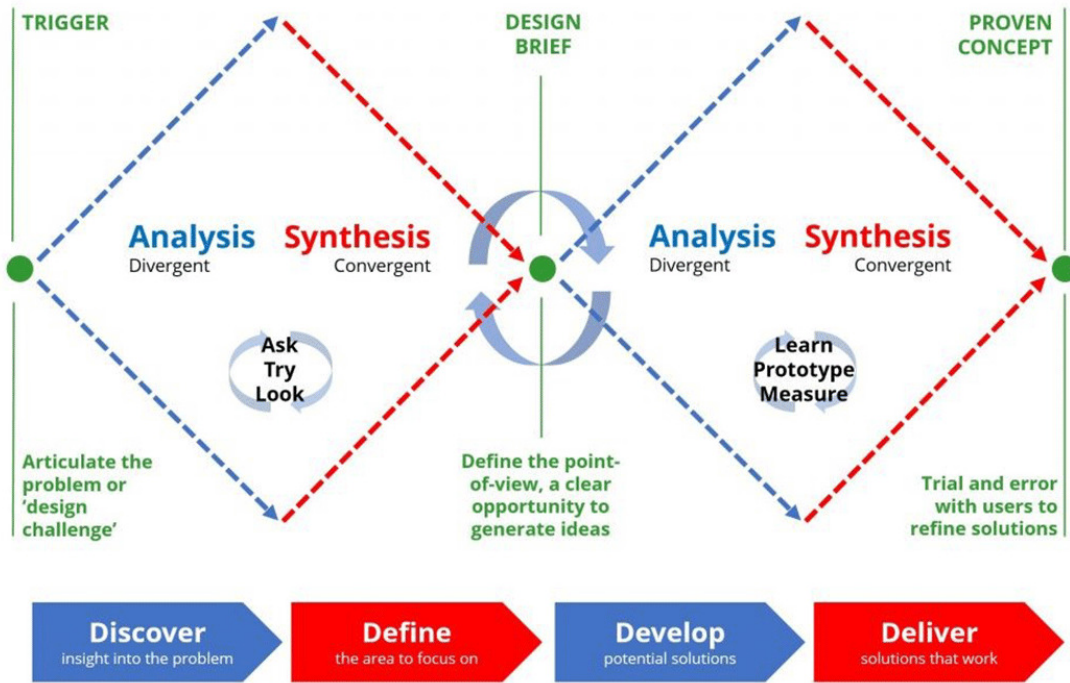 TRIGGER
DESIGN
BRIEF
PROVEN
CONCEPT
Analysis
Divergent
Synthesis
Convergent
Analysis
Divergent
Synthesis
Convergent
Ask
Try
Look
Learn
Prototype
Measure
Articulate the
problem or
'design
challenge'
Define the point-
of-view, a clear
opportunity to
generate ideas
Trial and error
with users to
refine solutions
Discover
insight into the problem
Define
the area to focus on
Develop
potential solutions
Deliver
solutions that work